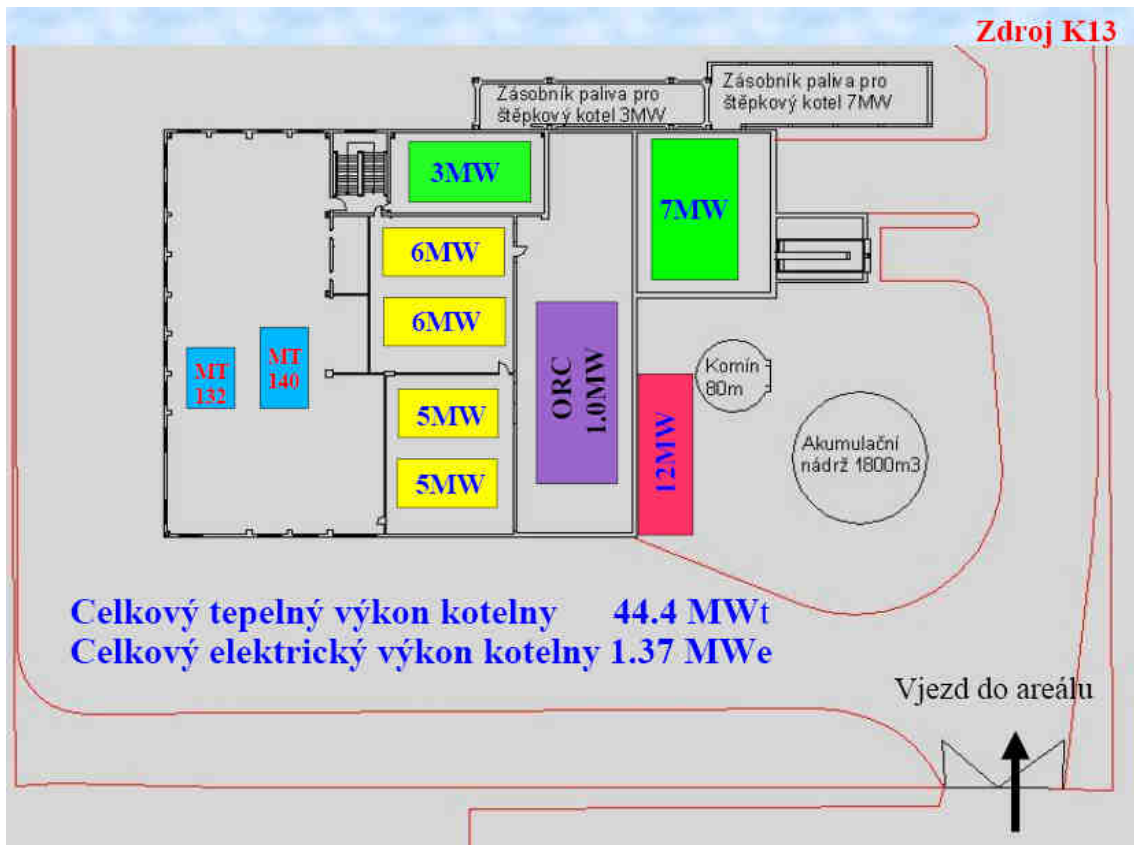 Zdroj K13
Zásobník paliva pro
štěpkový kotel 3MW
Zásobník paliva pro
štěpkový kotel 7MW
3MW
7MW
6MW
6MW
MT
132
MT
140
5MW
5MW
ORC
1.0MW
12MW
Komín
80m
Akumulační
nádrž 1800m3
Celkový tepelný výkon kotelny 44.4 MWt
Celkový elektrický výkon kotelny 1.37 MWe
Vjezd do areálu